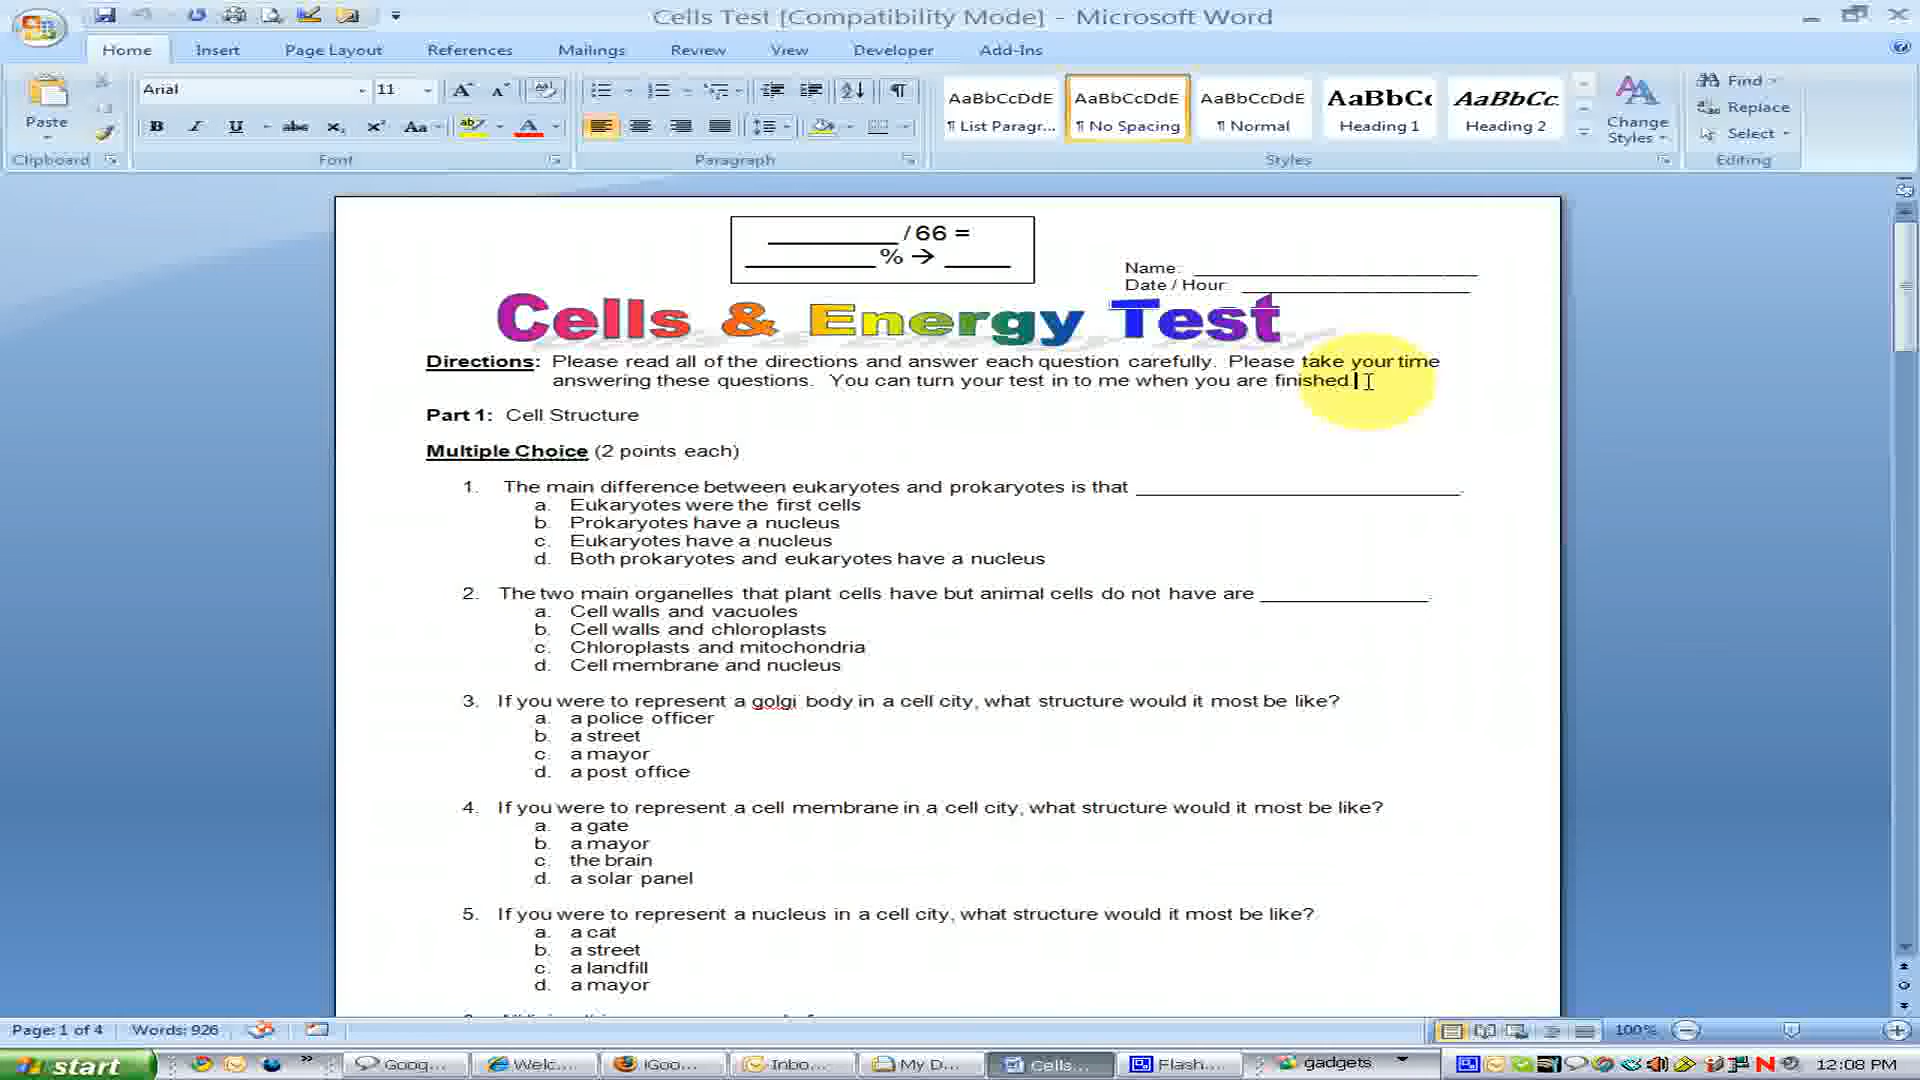 Cells Test [Compatibility Mode] - Microsoft Word
Home Insert Page Layout References Mailings Review View Developer Add-Ins
Arial 11
Paste
AaBbCcDdE AaBbCcDdE AaBbCcDdE AaBbCc AaBbCc
¶ List Paragr... ¶ No Spacing ¶ Normal Heading 1 Heading 2
Change Styles
Find
Replace
Select
Clipboard Font Paragraph Styles Editing
____________ / 66 =
____________ % → ______
Name: __________________________
Date / Hour: _____________________
Cells & Energy Test
Directions: Please read all of the directions and answer each question carefully. Please take your time
answering these questions. You can turn your test in to me when you are finished.
Part 1: Cell Structure
Multiple Choice (2 points each)
1. The main difference between eukaryotes and prokaryotes is that ______________________________.
a. Eukaryotes were the first cells
b. Prokaryotes have a nucleus
c. Eukaryotes have a nucleus
d. Both prokaryotes and eukaryotes have a nucleus
2. The two main organelles that plant cells have but animal cells do not have are ________________.
a. Cell walls and vacuoles
b. Cell walls and chloroplasts
c. Chloroplasts and mitochondria
d. Cell membrane and nucleus
3. If you were to represent a golgi body in a cell city, what structure would it most be like?
a. a police officer
b. a street
c. a mayor
d. a post office
4. If you were to represent a cell membrane in a cell city, what structure would it most be like?
a. a gate
b. a mayor
c. the brain
d. a solar panel
5. If you were to represent a nucleus in a cell city, what structure would it most be like?
a. a cat
b. a street
c. a landfill
d. a mayor
Page: 1 of 4 Words: 926 100%
start Goog... Welc... iGoo... Inbo... My D... Cells... Flash... gadgets 12:08 PM